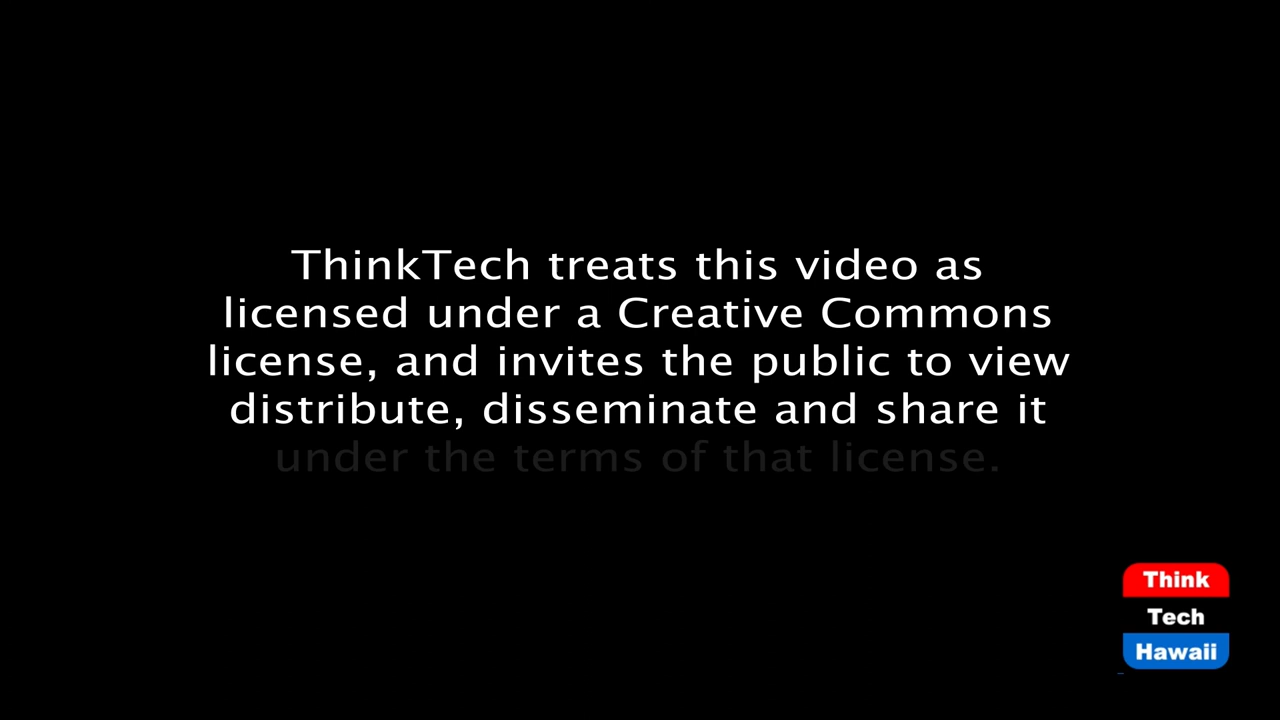 ThinkTech treats this video as
licensed under a Creative Commons
license, and invites the public to view
distribute, disseminate and share it
under the terms of that license.
Think
Tech
Hawaii